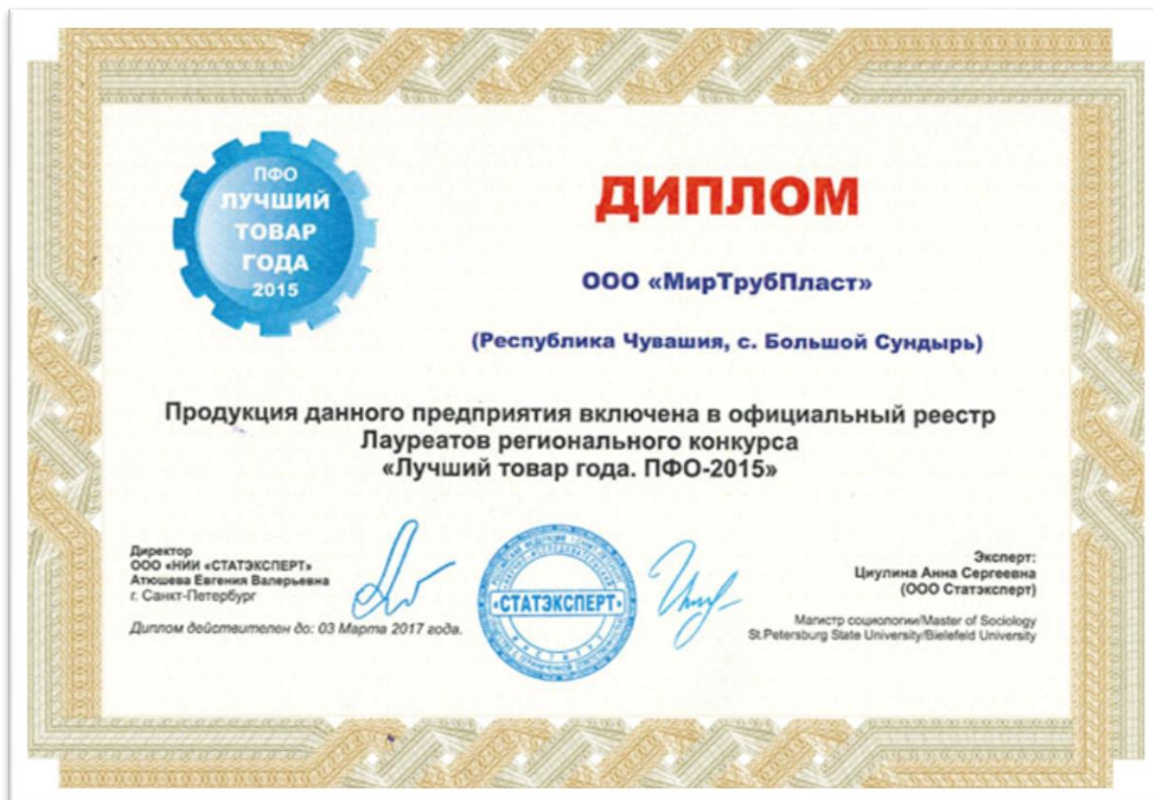 ПФО
ЛУЧШИЙ
ТОВАР
ГОДА
2015
ДИПЛОМ
ООО «МирТрубПласт»
(Республика Чувашия, с. Большой Сундырь)
Продукция данного предприятия включена в официальный реестр
Лауреатов регионального конкурса
«Лучший товар года. ПФО-2015»
Директор
ООО «НИИ «СТАТЭКСПЕРТ»
Атюшева Евгения Валерьевна
г. Санкт-Петербург
Диплом действителен до: 03 Марта 2017 года.
«СТАТЭКСПЕРТ»
Эксперт:
Циулина Анна Сергеевна
(ООО Статэксперт)
Магистр социологии/Master of Sociology
St.Petersburg State University/Bielefeld University